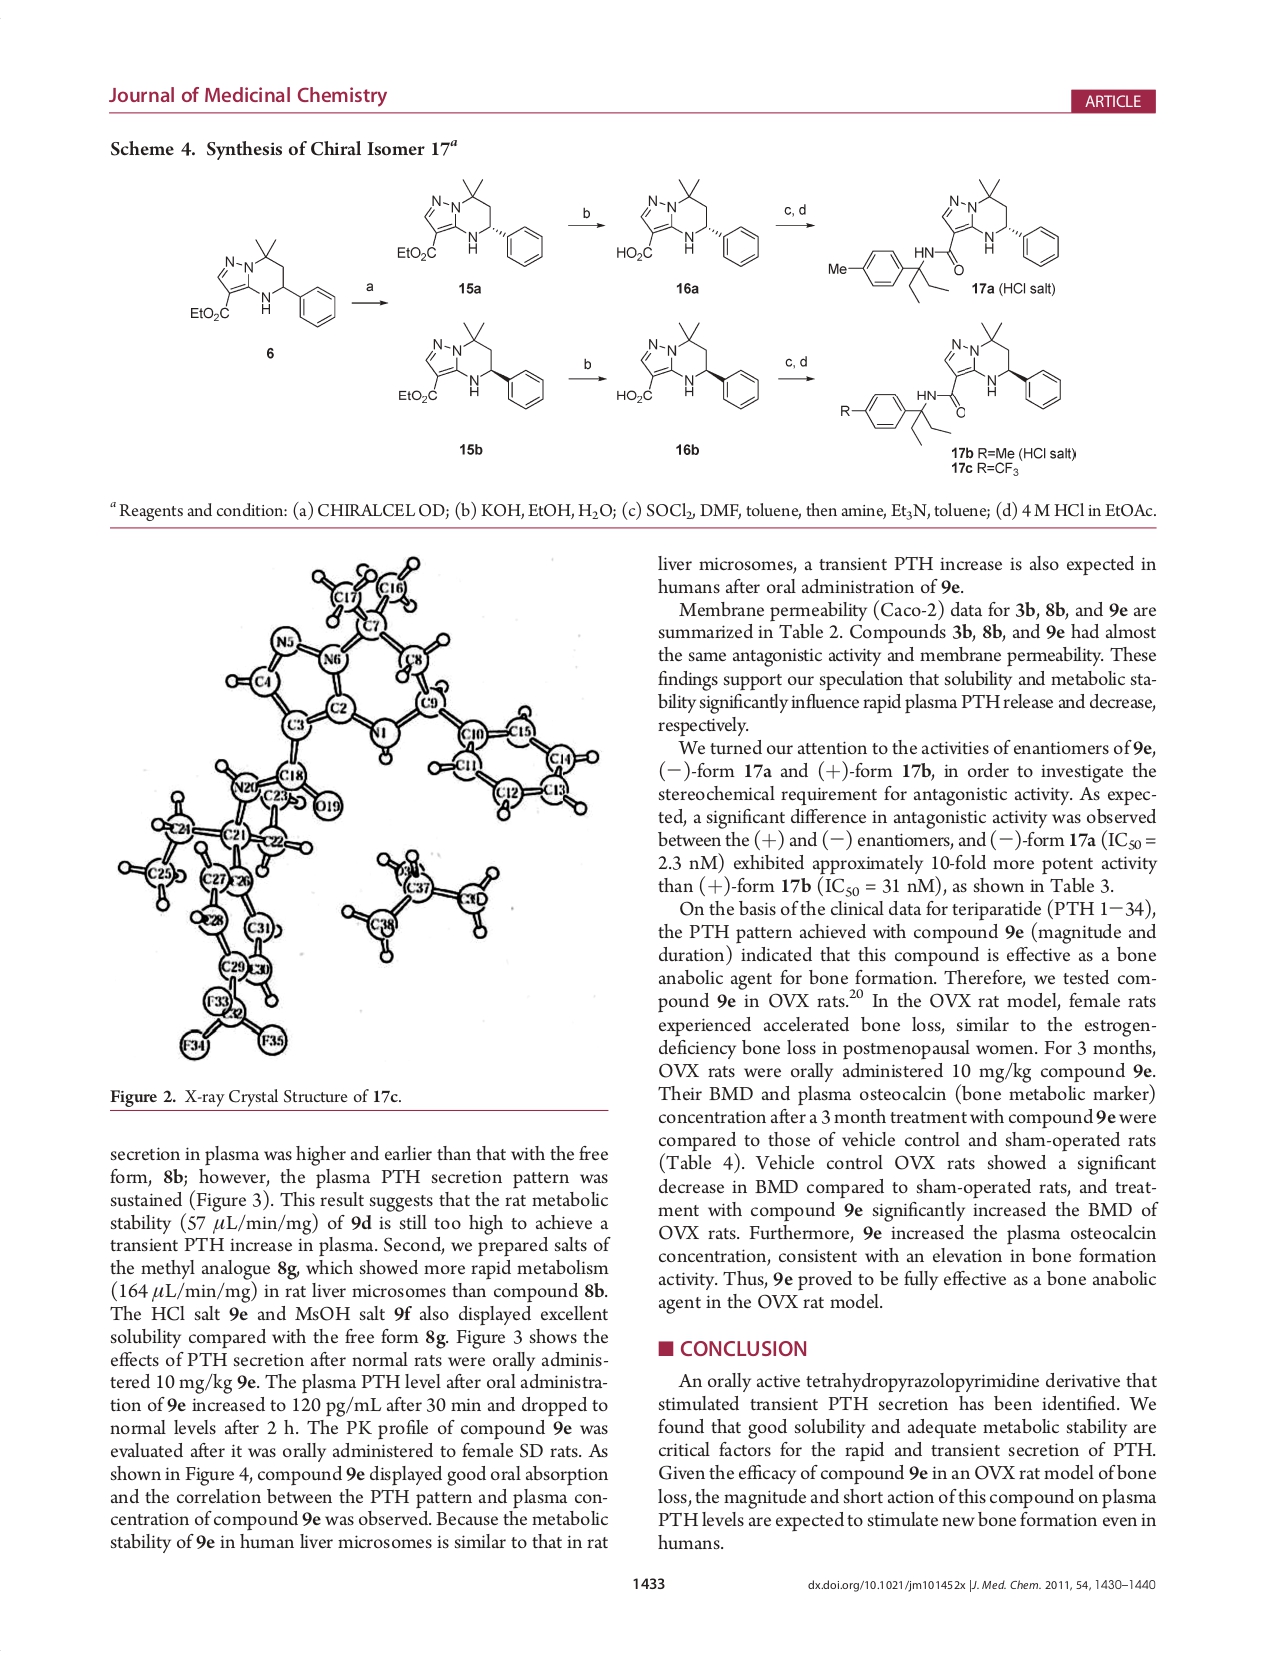 Journal of Medicinal Chemistry
ARTICLE
Scheme 4. Synthesis of Chiral Isomer 17a
N
N
N
H
EtO2C
6
a
N
N
N
H
EtO2C
15a
b
N
N
N
H
HO2C
16a
c, d
N
N
N
H
HN
O
Me
17a (HCl salt)
N
N
N
H
EtO2C
15b
b
N
N
N
H
HO2C
16b
c, d
N
N
N
H
HN
O
R
17b R=Me (HCl salt)
17c R=CF3
a Reagents and condition: (a) CHIRALCEL OD; (b) KOH, EtOH, H2O; (c) SOCl2, DMF, toluene, then amine, Et3N, toluene; (d) 4 M HCl in EtOAc.
C17
C16
C7
N5
N6
C8
C4
C9
C2
C3
N1
C10
C15
C11
C14
C12
C13
C18
N20
C23
O19
C24
C21
C22
C25
C27
C26
C28
C31
C29
C30
F33
C32
F34
F35
C37
C38
Figure 2. X-ray Crystal Structure of 17c.
secretion in plasma was higher and earlier than that with the free
form, 8b; however, the plasma PTH secretion pattern was
sustained (Figure 3). This result suggests that the rat metabolic
stability (57 μL/min/mg) of 9d is still too high to achieve a
transient PTH increase in plasma. Second, we prepared salts of
the methyl analogue 8g, which showed more rapid metabolism
(164 μL/min/mg) in rat liver microsomes than compound 8b.
The HCl salt 9e and MsOH salt 9f also displayed excellent
solubility compared with the free form 8g. Figure 3 shows the
effects of PTH secretion after normal rats were orally adminis-
tered 10 mg/kg 9e. The plasma PTH level after oral administra-
tion of 9e increased to 120 pg/mL after 30 min and dropped to
normal levels after 2 h. The PK profile of compound 9e was
evaluated after it was orally administered to female SD rats. As
shown in Figure 4, compound 9e displayed good oral absorption
and the correlation between the PTH pattern and plasma con-
centration of compound 9e was observed. Because the metabolic
stability of 9e in human liver microsomes is similar to that in rat
liver microsomes, a transient PTH increase is also expected in
humans after oral administration of 9e.
Membrane permeability (Caco-2) data for 3b, 8b, and 9e are
summarized in Table 2. Compounds 3b, 8b, and 9e had almost
the same antagonistic activity and membrane permeability. These
findings support our speculation that solubility and metabolic sta-
bility significantly influence rapid plasma PTH release and decrease,
respectively.
We turned our attention to the activities of enantiomers of 9e,
(−)-form 17a and (+)-form 17b, in order to investigate the
stereochemical requirement for antagonistic activity. As expec-
ted, a significant difference in antagonistic activity was observed
between the (+) and (−) enantiomers, and (−)-form 17a (IC50 =
2.3 nM) exhibited approximately 10-fold more potent activity
than (+)-form 17b (IC50 = 31 nM), as shown in Table 3.
On the basis of the clinical data for teriparatide (PTH 1−34),
the PTH pattern achieved with compound 9e (magnitude and
duration) indicated that this compound is effective as a bone
anabolic agent for bone formation. Therefore, we tested com-
pound 9e in OVX rats.20 In the OVX rat model, female rats
experienced accelerated bone loss, similar to the estrogen-
deficiency bone loss in postmenopausal women. For 3 months,
OVX rats were orally administered 10 mg/kg compound 9e.
Their BMD and plasma osteocalcin (bone metabolic marker)
concentration after a 3 month treatment with compound 9e were
compared to those of vehicle control and sham-operated rats
(Table 4). Vehicle control OVX rats showed a significant
decrease in BMD compared to sham-operated rats, and treat-
ment with compound 9e significantly increased the BMD of
OVX rats. Furthermore, 9e increased the plasma osteocalcin
concentration, consistent with an elevation in bone formation
activity. Thus, 9e proved to be fully effective as a bone anabolic
agent in the OVX rat model.
■ CONCLUSION
An orally active tetrahydropyrazolopyrimidine derivative that
stimulated transient PTH secretion has been identified. We
found that good solubility and adequate metabolic stability are
critical factors for the rapid and transient secretion of PTH.
Given the efficacy of compound 9e in an OVX rat model of bone
loss, the magnitude and short action of this compound on plasma
PTH levels are expected to stimulate new bone formation even in
humans.
1433
dx.doi.org/10.1021/jm101452x |J. Med. Chem. 2011, 54, 1430–1440